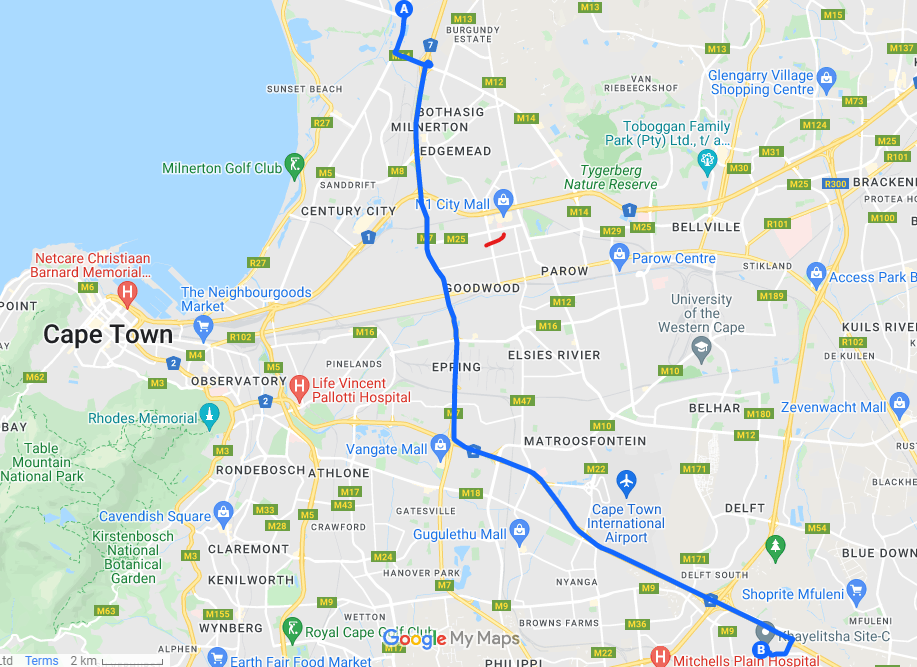 A
M13
M13
M15
BURGUNDY
ESTATE
7
M13
M137
M12
VAN
RIEBEECKSHOF
Glengarry Village
Shopping Centre
SUNSET BEACH
M73
R27
BOTHASIG
M14
MILNERTON
Toboggan Family
Park (Pty) Ltd., t/ a...
M124
M25
EDGEMEAD
M31
R101
Milnerton Golf Club
M5
M8
Tygerberg
Nature Reserve
M30
SANDDRIFT
M25
R300
BRACKEN
PROTEA HO
N1 City Mall
CENTURY CITY
M14
1
M100
R101
M29
M25
BELLVILLE
1
M7
M25
Netcare Christiaan
Barnard Memorial...
R27
PAROW
Parow Centre
STIKLAND
Access Park B
M6
The Neighbourgoods
Market
GOODWOOD
M12
M189
POINT
University
of the
Western Cape
Cape Town
R102
M16
M16
KUILS RIVE
R102
M4
ELSIES RIVIER
DE KUILEN
2
PINELANDS
M5
EPPING
M10
M62
M3
OBSERVATORY
Life Vincent
Pallotti Hospital
2
M47
BELHAR
Zevenwacht Mall
Rhodes Memorial
M7
M180
BAY
M10
M12
Table
Mountain
National Park
M3
Vangate Mall
2
MATROOSFONTEIN
RUST
RONDEBOSCH
ATHLONE
M22
M171
M17
M18
BLACKHE
M43
Cape Town
International
Airport
DELFT
Cavendish Square
M33
M5
GATESVILLE
M28
CRAWFORD
Gugulethu Mall
M54
Kirstenbosch
National
Botanical
Garden
M3
CLAREMONT
M24
M171
BLUE DOWN
HANOVER PARK
DELFT SOUTH
KENILWORTH
M7
NYANGA
M9
Shoprite Mfuleni
M63
M9
M9
2
M155
WETTON
BROWNS FARMS
M36
M9
MFULENI
WYNBERG
Royal Cape Golf Club
Google My Maps
Khayelitsha Site-C
ALPHEN
B
PHILIPPI
Mitchells Plain Hospital
Ltd
Terms
2 km
Earth Fair Food Market